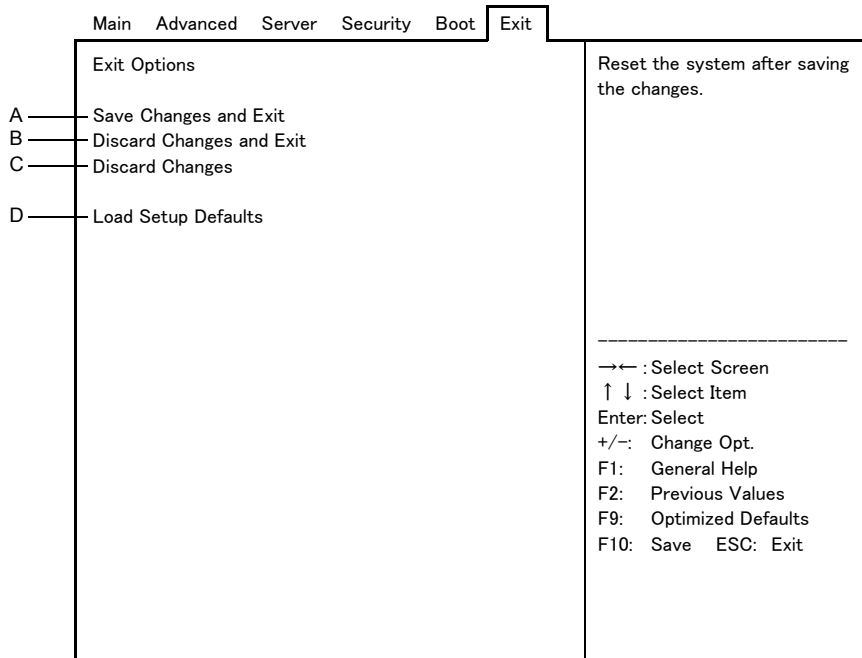 Main Advanced Server Security Boot Exit
Exit Options
A Save Changes and Exit
B Discard Changes and Exit
C Discard Changes
D Load Setup Defaults
Reset the system after saving
the changes.
-------------------------
→← : Select Screen
↑↓ : Select Item
Enter: Select
+/-: Change Opt.
F1: General Help
F2: Previous Values
F9: Optimized Defaults
F10: Save ESC: Exit